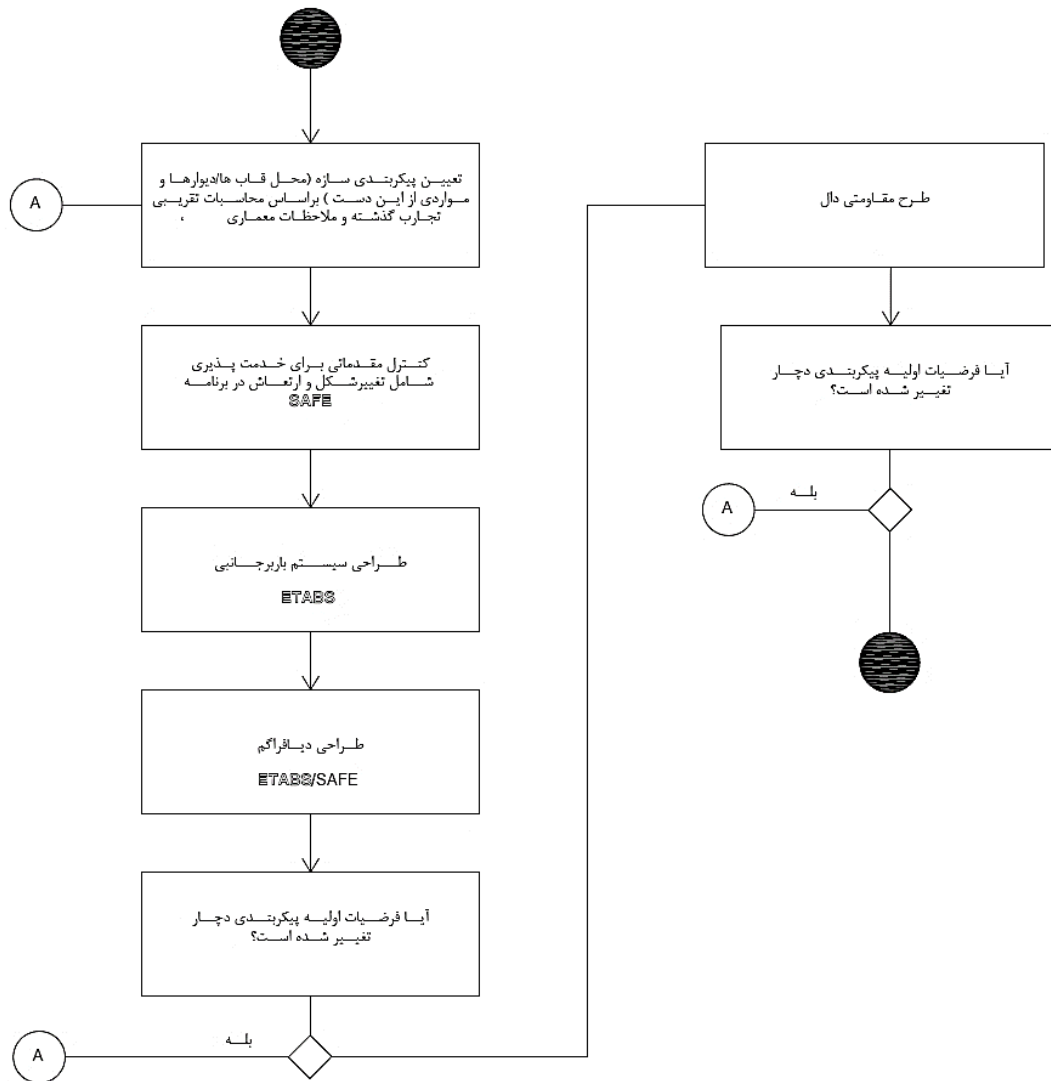 A
تعیین پیکربندی سازه (محل قاب ها/دیوارها و
مواردی از این دست ) براساس محاسبات تقریبی
تجارب گذشته و ملاحظات معماری ،
کنترل مقدماتی برای خدمت پذیری
شامل تغییرشکل و ارتعاش در برنامه
SAFE
طراحی سیستم باربرجانبی
ETABS
طراحی دیافراگم
ETABS/SAFE
آیا فرضیات اولیه پیکربندی دچار
تغییر شده است؟
بله
A
طرح مقاومتی دال
آیا فرضیات اولیه پیکربندی دچار
تغییر شده است؟
بله
A